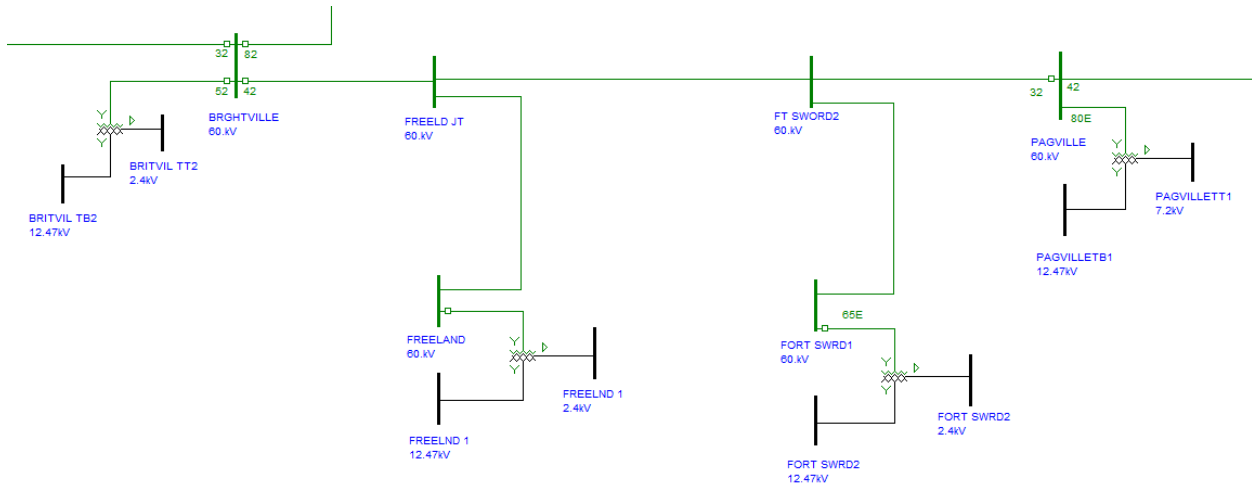 32
82
52
42
BRGHTVILLE
60.kV
BRITVIL TT2
2.4kV
BRITVIL TB2
12.47kV
FREELD JT
60.kV
FREELAND
60.kV
FREELND 1
2.4kV
FREELND 1
12.47kV
FT SWORD2
60.kV
65E
FORT SWRD1
60.kV
FORT SWRD2
2.4kV
FORT SWRD2
12.47kV
32
42
80E
PAGVILLE
60.kV
PAGVILLETT1
7.2kV
PAGVILLETB1
12.47kV